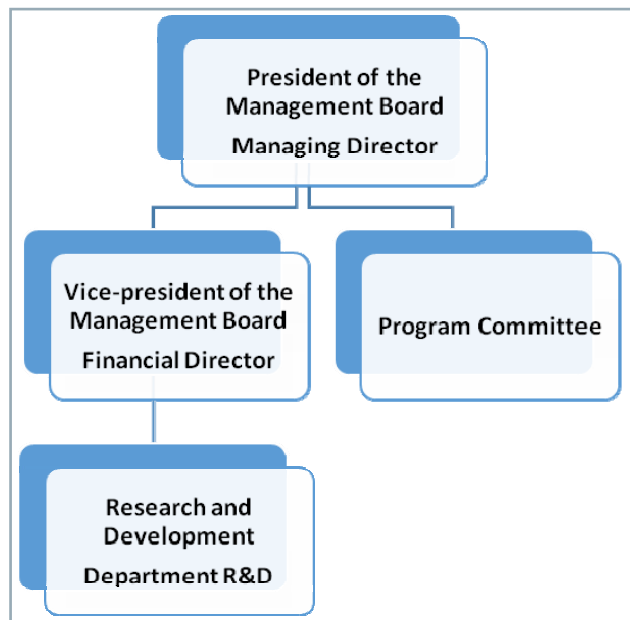 President of the
Management Board
Managing Director
Vice-president of the
Management Board
Financial Director
Program Committee
Research and
Development
Department R&D